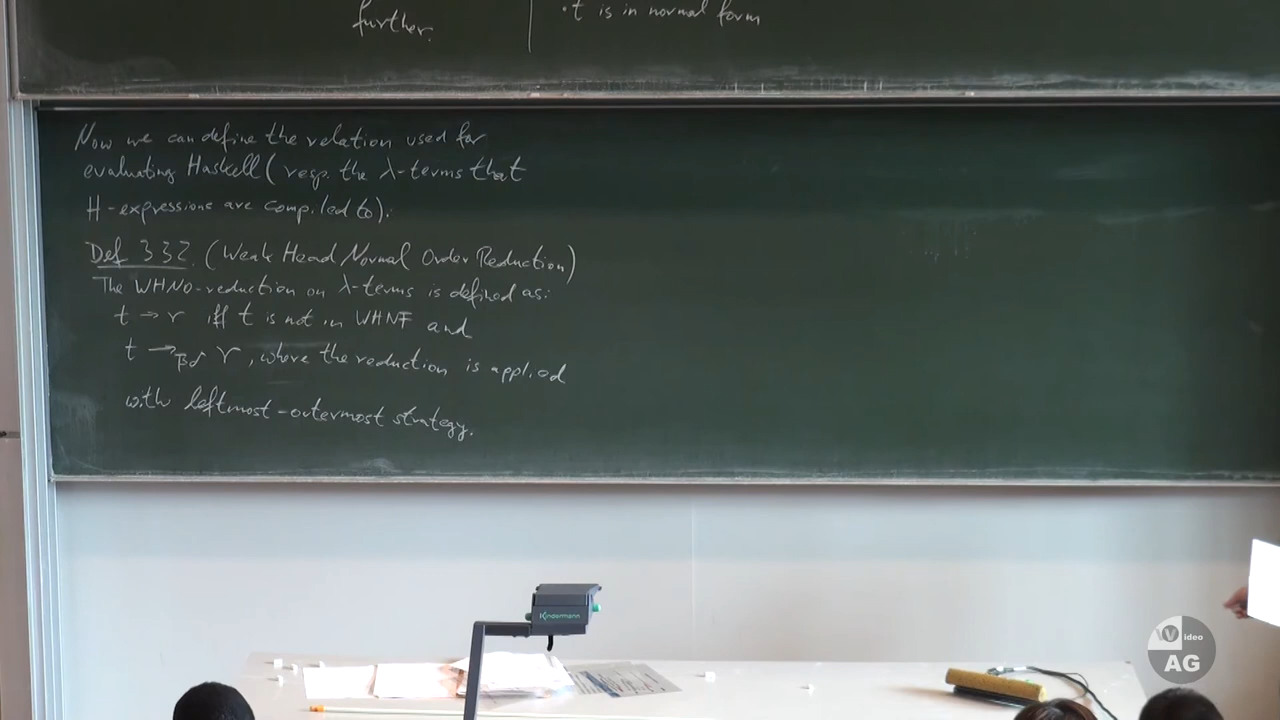 further.
• t is in normal form
Now we can define the relation used for
evaluating Haskell (resp. the λ-terms that
H-expressions are compiled to).
Def 3.3.2. (Weak Head Normal Order Reduction)
The WHNO-reduction on λ-terms is defined as:
t → r iff t is not in WHNF and
t →βδ r, where the reduction is applied
with leftmost-outermost strategy.
Kindermann
Video
AG